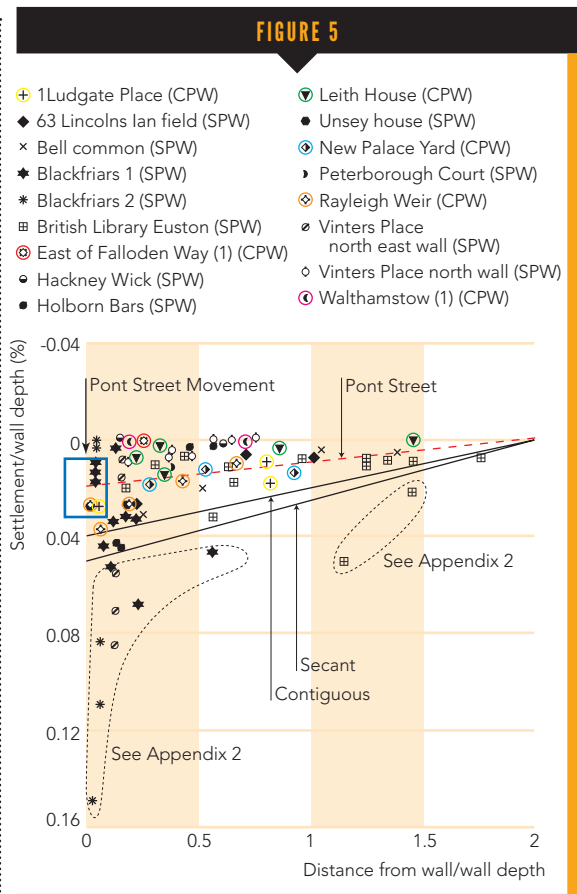 FIGURE 5
1Ludgate Place (CPW)
63 Lincolns Ian field (SPW)
Bell common (SPW)
Blackfriars 1 (SPW)
Blackfriars 2 (SPW)
British Library Euston (SPW)
East of Falloden Way (1) (CPW)
Hackney Wick (SPW)
Holborn Bars (SPW)
Leith House (CPW)
Unsey house (SPW)
New Palace Yard (CPW)
Peterborough Court (SPW)
Rayleigh Weir (CPW)
Vinters Place
north east wall (SPW)
Vinters Place north wall (SPW)
Walthamstow (1) (CPW)
Settlement/wall depth (%)
-0.04
0
0.04
0.08
0.12
0.16
Pont Street Movement
Pont Street
See Appendix 2
Secant
Contiguous
See Appendix 2
0
0.5
1
1.5
2
Distance from wall/wall depth